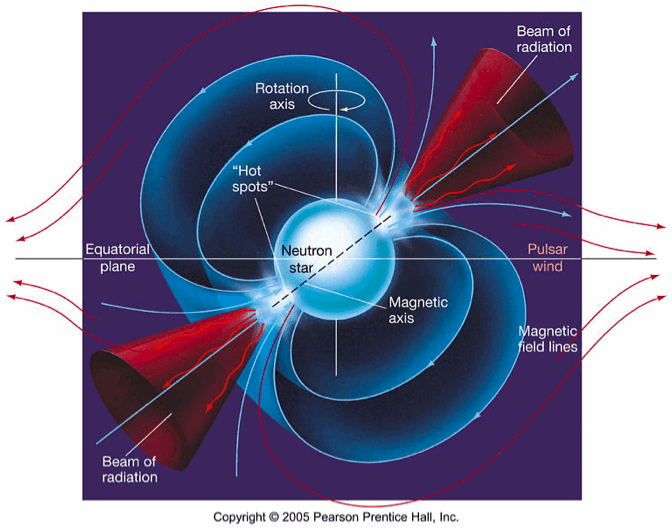 Beam of
radiation
Rotation
axis
“Hot
spots”
Equatorial
plane
Neutron
star
Pulsar
wind
Magnetic
axis
Magnetic
field lines
Beam of
radiation
Copyright © 2005 Pearson Prentice Hall, Inc.